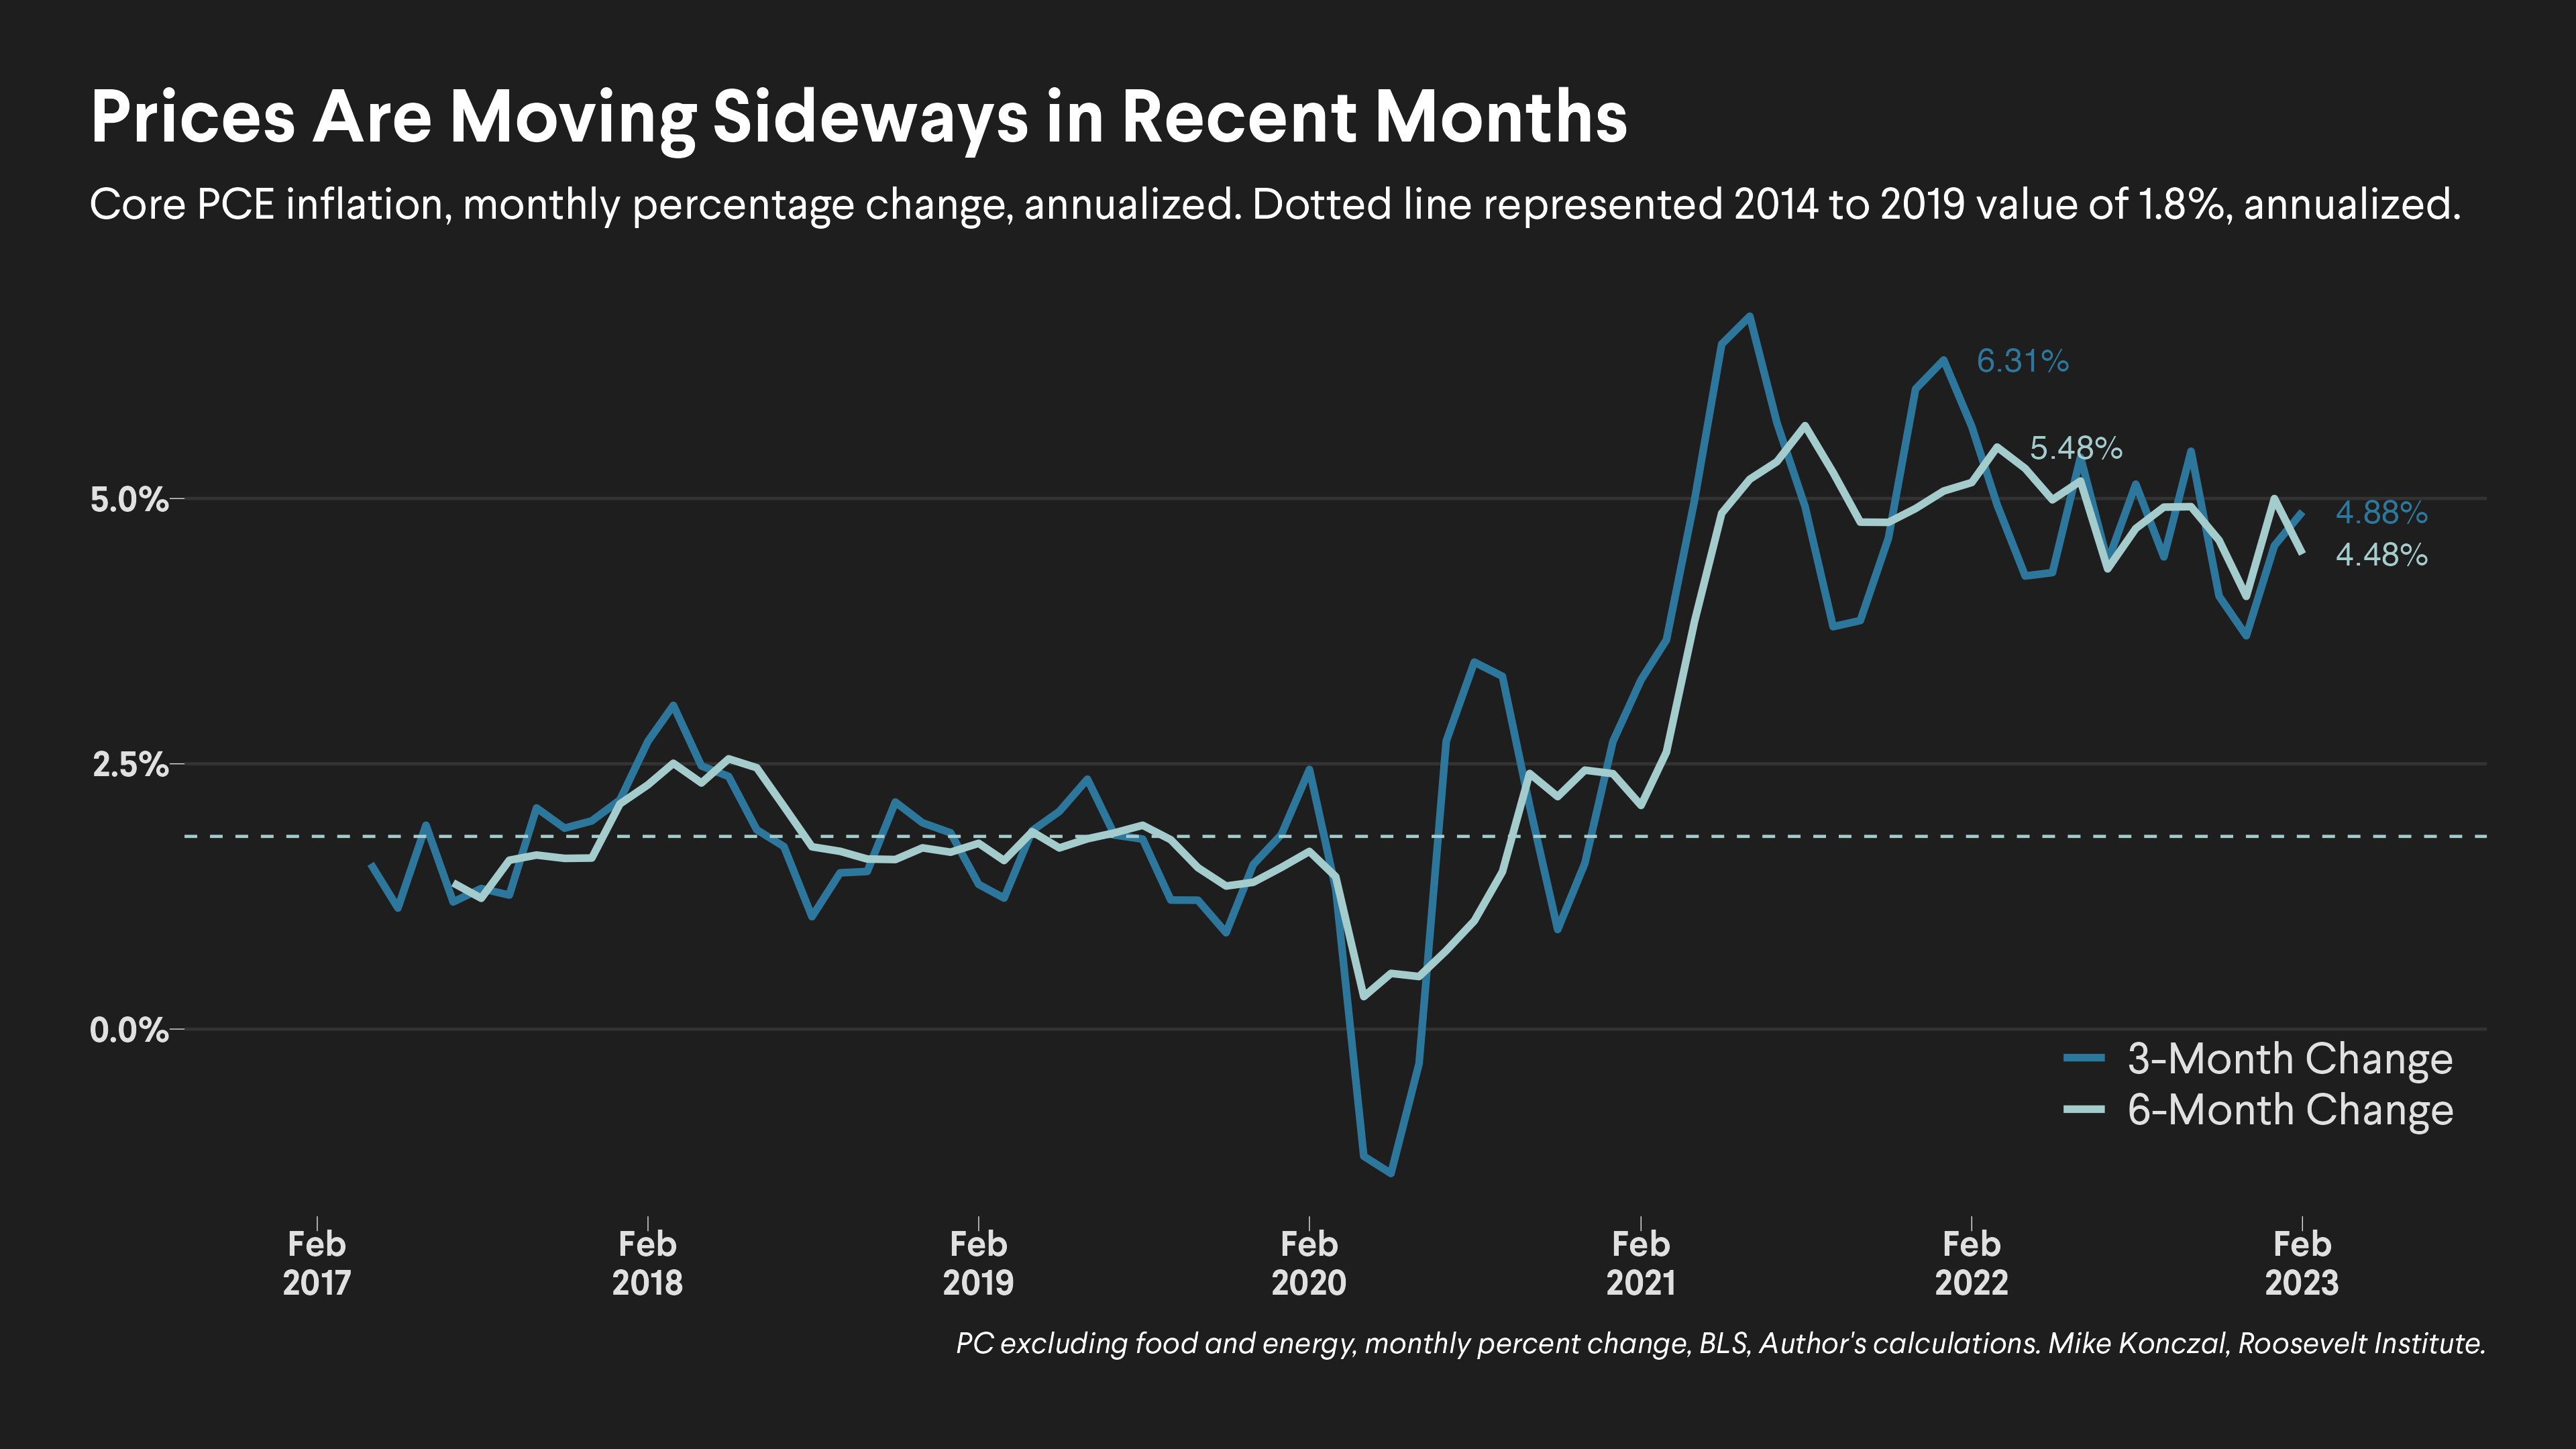 Prices Are Moving Sideways in Recent Months
Core PCE inflation, monthly percentage change, annualized. Dotted line represented 2014 to 2019 value of 1.8%, annualized.
6.31%
5.48%
5.0%
4.88%
4.48%
2.5%
0.0%
3-Month Change
6-Month Change
Feb
2017
Feb
2018
Feb
2019
Feb
2020
Feb
2021
Feb
2022
Feb
2023
PC excluding food and energy, monthly percent change, BLS, Author's calculations. Mike Konczal, Roosevelt Institute.